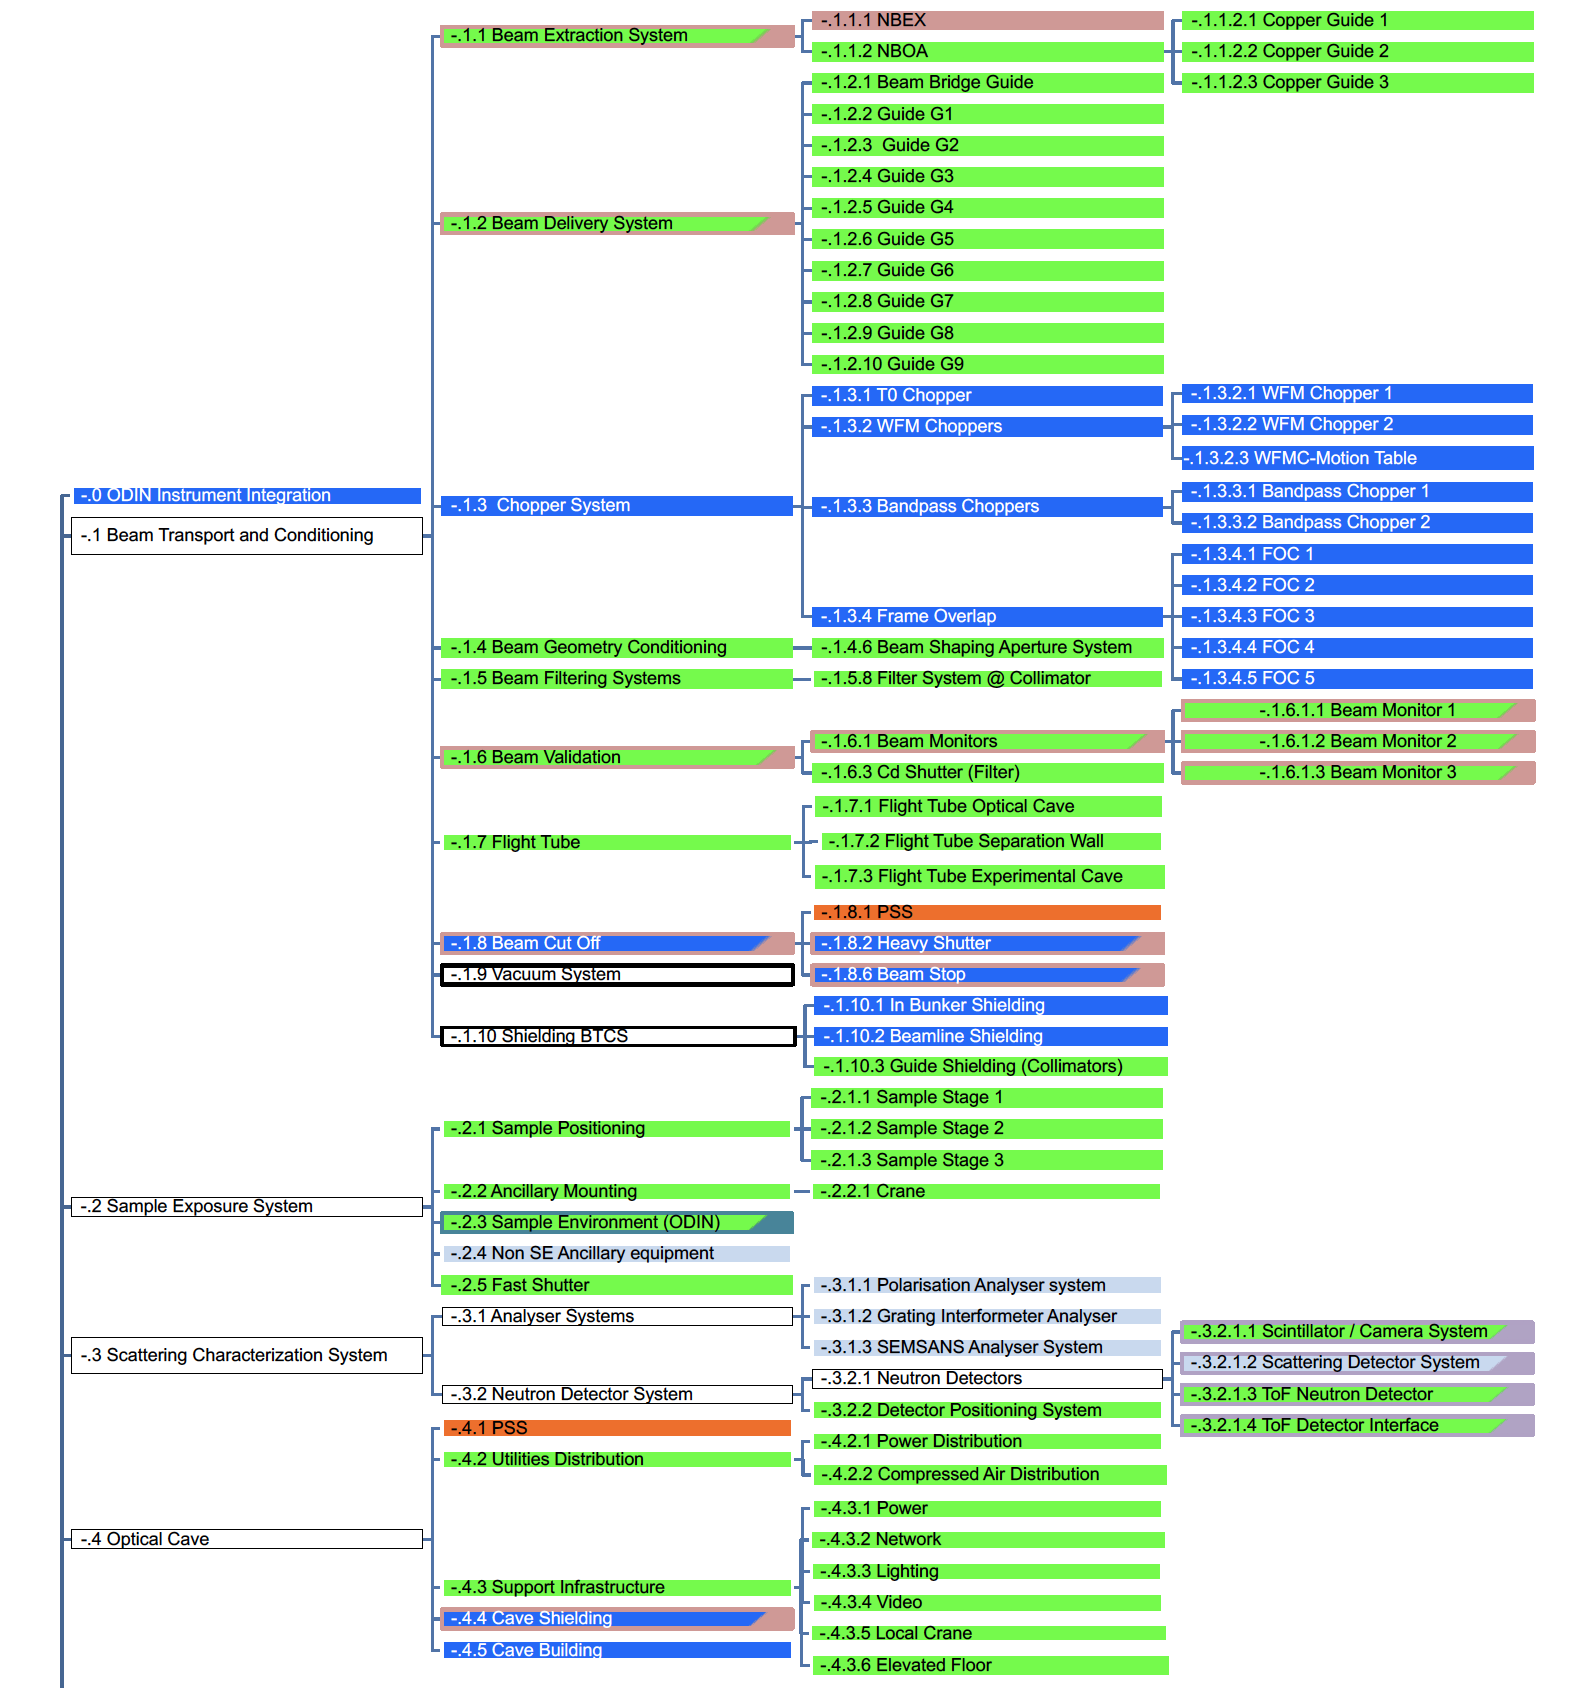 -.0 ODIN Instrument Integration
-.1 Beam Transport and Conditioning
-.1.1 Beam Extraction System
-.1.1.1 NBEX
-.1.1.2 NBOA
-.1.1.2.1 Copper Guide 1
-.1.1.2.2 Copper Guide 2
-.1.1.2.3 Copper Guide 3
-.1.2 Beam Delivery System
-.1.2.1 Beam Bridge Guide
-.1.2.2 Guide G1
-.1.2.3  Guide G2
-.1.2.4 Guide G3
-.1.2.5 Guide G4
-.1.2.6 Guide G5
-.1.2.7 Guide G6
-.1.2.8 Guide G7
-.1.2.9 Guide G8
-.1.2.10 Guide G9
-.1.3  Chopper System
-.1.3.1 T0 Chopper
-.1.3.2 WFM Choppers
-.1.3.2.1 WFM Chopper 1
-.1.3.2.2 WFM Chopper 2
-.1.3.2.3 WFMC-Motion Table
-.1.3.3 Bandpass Choppers
-.1.3.3.1 Bandpass Chopper 1
-.1.3.3.2 Bandpass Chopper 2
-.1.3.4 Frame Overlap
-.1.3.4.1 FOC 1
-.1.3.4.2 FOC 2
-.1.3.4.3 FOC 3
-.1.3.4.4 FOC 4
-.1.3.4.5 FOC 5
-.1.4 Beam Geometry Conditioning
-.1.4.6 Beam Shaping Aperture System
-.1.5 Beam Filtering Systems
-.1.5.8 Filter System @ Collimator
-.1.6 Beam Validation
-.1.6.1 Beam Monitors
-.1.6.1.1 Beam Monitor 1
-.1.6.1.2 Beam Monitor 2
-.1.6.1.3 Beam Monitor 3
-.1.6.3 Cd Shutter (Filter)
-.1.7 Flight Tube
-.1.7.1 Flight Tube Optical Cave
-.1.7.2 Flight Tube Separation Wall
-.1.7.3 Flight Tube Experimental Cave
-.1.8 Beam Cut Off
-.1.8.1 PSS
-.1.8.2 Heavy Shutter
-.1.8.6 Beam Stop
-.1.9 Vacuum System
-.1.10 Shielding BTCS
-.1.10.1 In Bunker Shielding
-.1.10.2 Beamline Shielding
-.1.10.3 Guide Shielding (Collimators)
-.2 Sample Exposure System
-.2.1 Sample Positioning
-.2.1.1 Sample Stage 1
-.2.1.2 Sample Stage 2
-.2.1.3 Sample Stage 3
-.2.2 Ancillary Mounting
-.2.2.1 Crane
-.2.3 Sample Environment (ODIN)
-.2.4 Non SE Ancillary equipment
-.2.5 Fast Shutter
-.3 Scattering Characterization System
-.3.1 Analyser Systems
-.3.1.1 Polarisation Analyser system
-.3.1.2 Grating Interformeter Analyser
-.3.1.3 SEMSANS Analyser System
-.3.2 Neutron Detector System
-.3.2.1 Neutron Detectors
-.3.2.1.1 Scintillator / Camera System
-.3.2.1.2 Scattering Detector System
-.3.2.1.3 ToF Neutron Detector
-.3.2.1.4 ToF Detector Interface
-.3.2.2 Detector Positioning System
-.4 Optical Cave
-.4.1 PSS
-.4.2 Utilities Distribution
-.4.2.1 Power Distribution
-.4.2.2 Compressed Air Distribution
-.4.3 Support Infrastructure
-.4.3.1 Power
-.4.3.2 Network
-.4.3.3 Lighting
-.4.3.4 Video
-.4.3.5 Local Crane
-.4.3.6 Elevated Floor
-.4.4 Cave Shielding
-.4.5 Cave Building